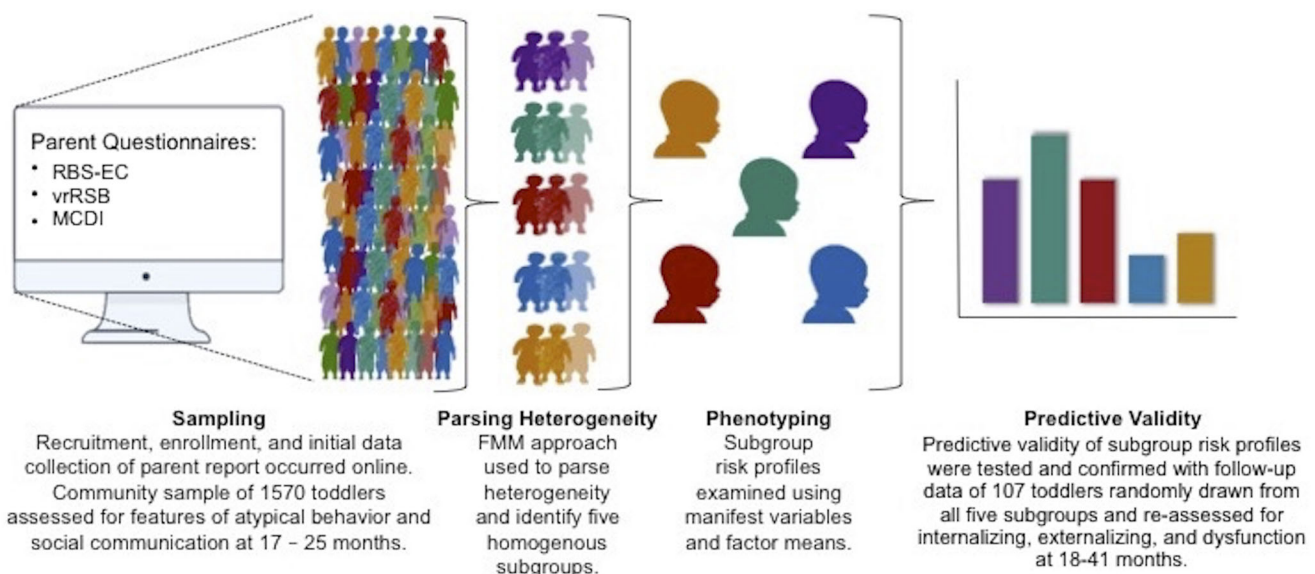 Parent Questionnaires:
• RBS-EC
• vrRSB
• MCDI
Sampling
Recruitment, enrollment, and initial data
collection of parent report occurred online.
Community sample of 1570 toddlers
assessed for features of atypical behavior and
social communication at 17 – 25 months.
Parsing Heterogeneity
FMM approach
used to parse
heterogeneity
and identify five
homogenous
subgroups.
Phenotyping
Subgroup
risk profiles
examined using
manifest variables
and factor means.
Predictive Validity
Predictive validity of subgroup risk profiles
were tested and confirmed with follow-up
data of 107 toddlers randomly drawn from
all five subgroups and re-assessed for
internalizing, externalizing, and dysfunction
at 18-41 months.